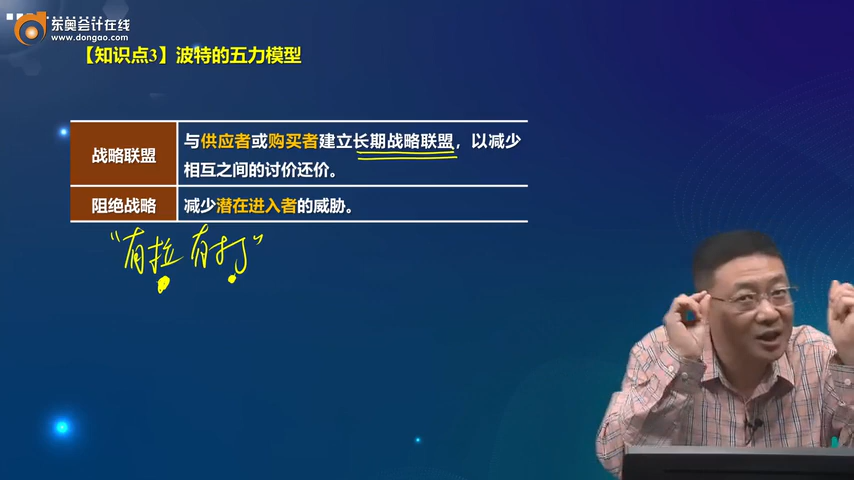 东奥会计在线
www.dongao.com
【知识点3】波特的五力模型
战略联盟
与供应者或购买者建立长期战略联盟，以减少
相互之间的讨价还价。
阻绝战略
减少潜在进入者的威胁。
“有拉 有打”